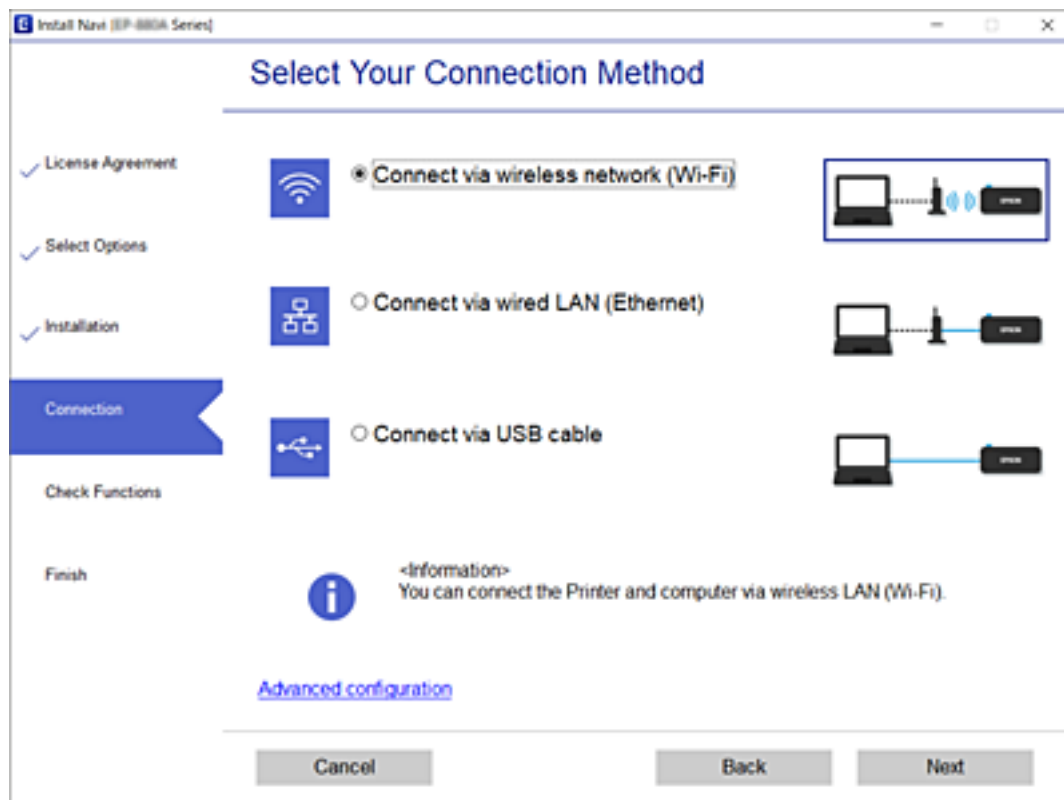 Install Navi [EP-880A Series]
Select Your Connection Method
License Agreement
Select Options
Installation
Connection
Check Functions
Finish
Connect via wireless network (Wi-Fi)
Connect via wired LAN (Ethernet)
Connect via USB cable
<Information>
You can connect the Printer and computer via wireless LAN (Wi-Fi).
Advanced configuration
Cancel
Back
Next